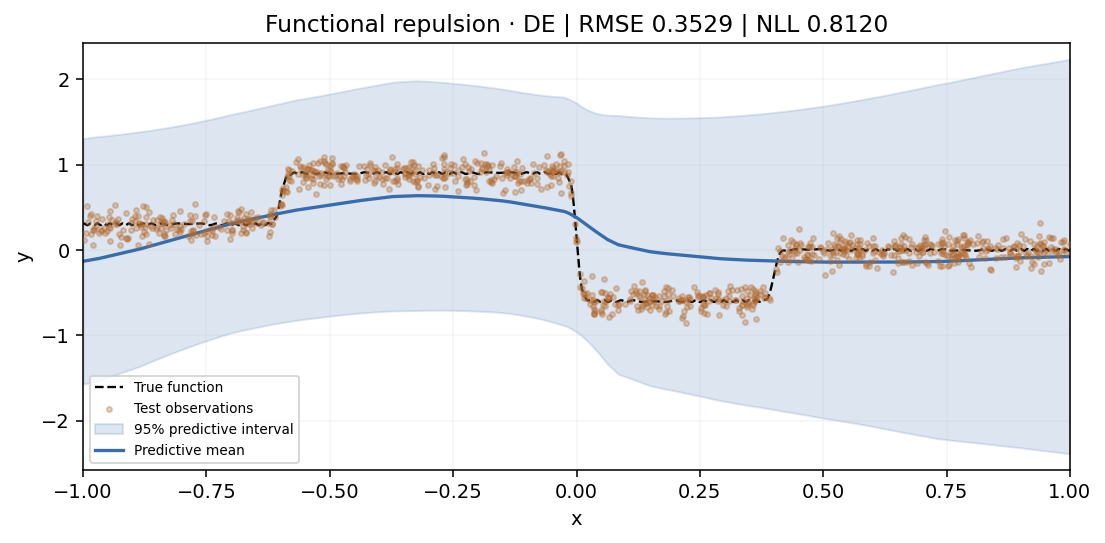 Functional repulsion · DE | RMSE 0.3529 | NLL 0.8120
y
2
1
0
−1
−2
True function
Test observations
95% predictive interval
Predictive mean
−1.00 −0.75 −0.50 −0.25 0.00 0.25 0.50 0.75 1.00
x